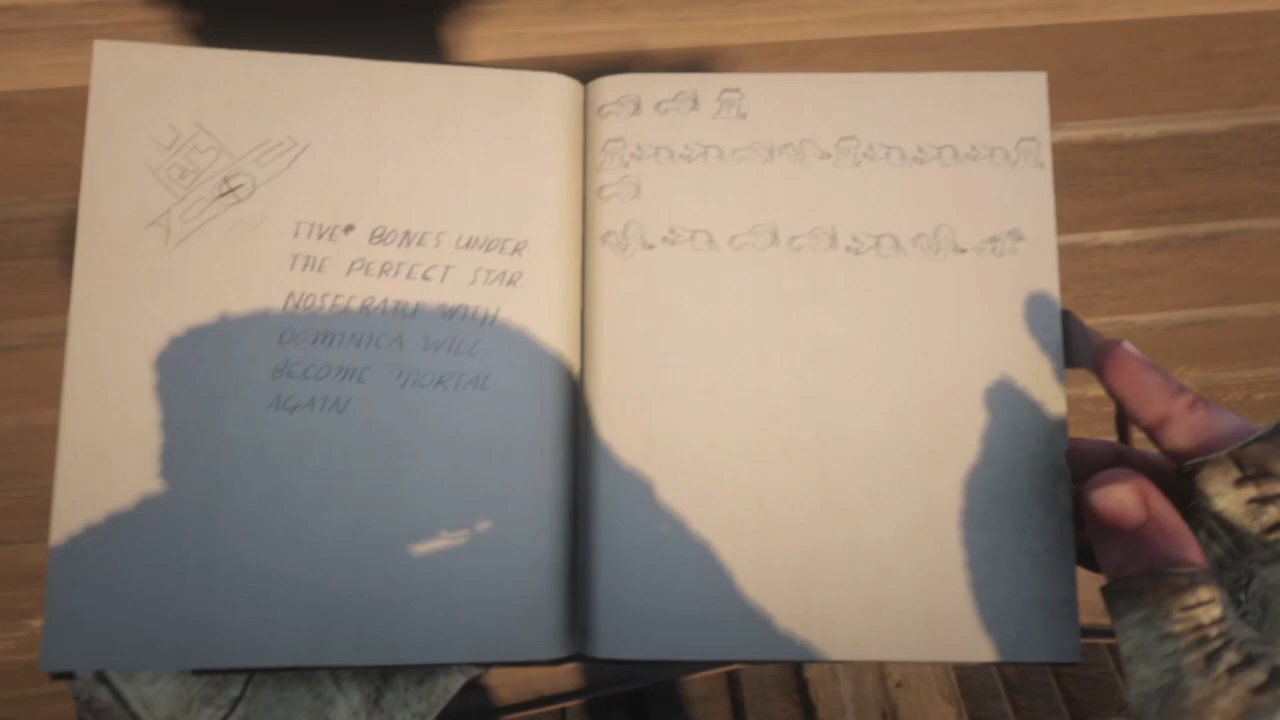 FIVE BONES UNDER
THE PERFECT STAR.
NOSFERATU WITH
DOMINICA WILL
BECOME MORTAL
AGAIN